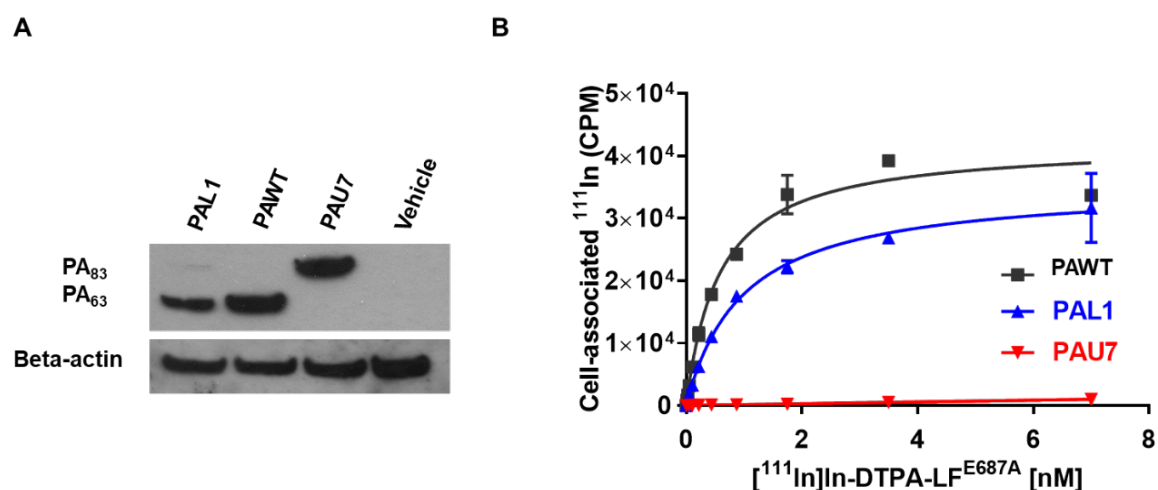 A
PAL1
PAWT
PAU7
Vehicle
PA83
PA63
Beta-actin
B
Cell-associated ¹¹¹In (CPM)
5×10⁴
4×10⁴
3×10⁴
2×10⁴
1×10⁴
0
0 2 4 6 8
[¹¹¹In]In-DTPA-LFᴱ⁶⁸⁷ᴬ [nM]
PAWT
PAL1
PAU7